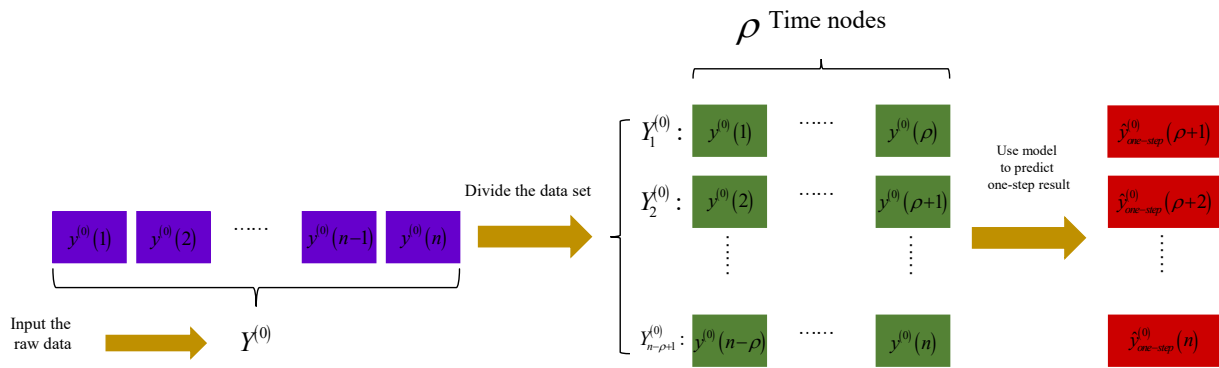 ρ Time nodes
Y₁⁽⁰⁾: y⁽⁰⁾(1) ...... y⁽⁰⁾(ρ)
Use model
to predict
one-step result
ŷ⁽⁰⁾one-step(ρ+1)
Divide the data set
Y₂⁽⁰⁾: y⁽⁰⁾(2) ...... y⁽⁰⁾(ρ+1)
ŷ⁽⁰⁾one-step(ρ+2)
y⁽⁰⁾(1) y⁽⁰⁾(2) ...... y⁽⁰⁾(n−1) y⁽⁰⁾(n)
...... ...... ......
Input the
raw data
Y⁽⁰⁾
Y⁽⁰⁾n−ρ+1: y⁽⁰⁾(n−ρ) ...... y⁽⁰⁾(n)
ŷ⁽⁰⁾one-step(n)